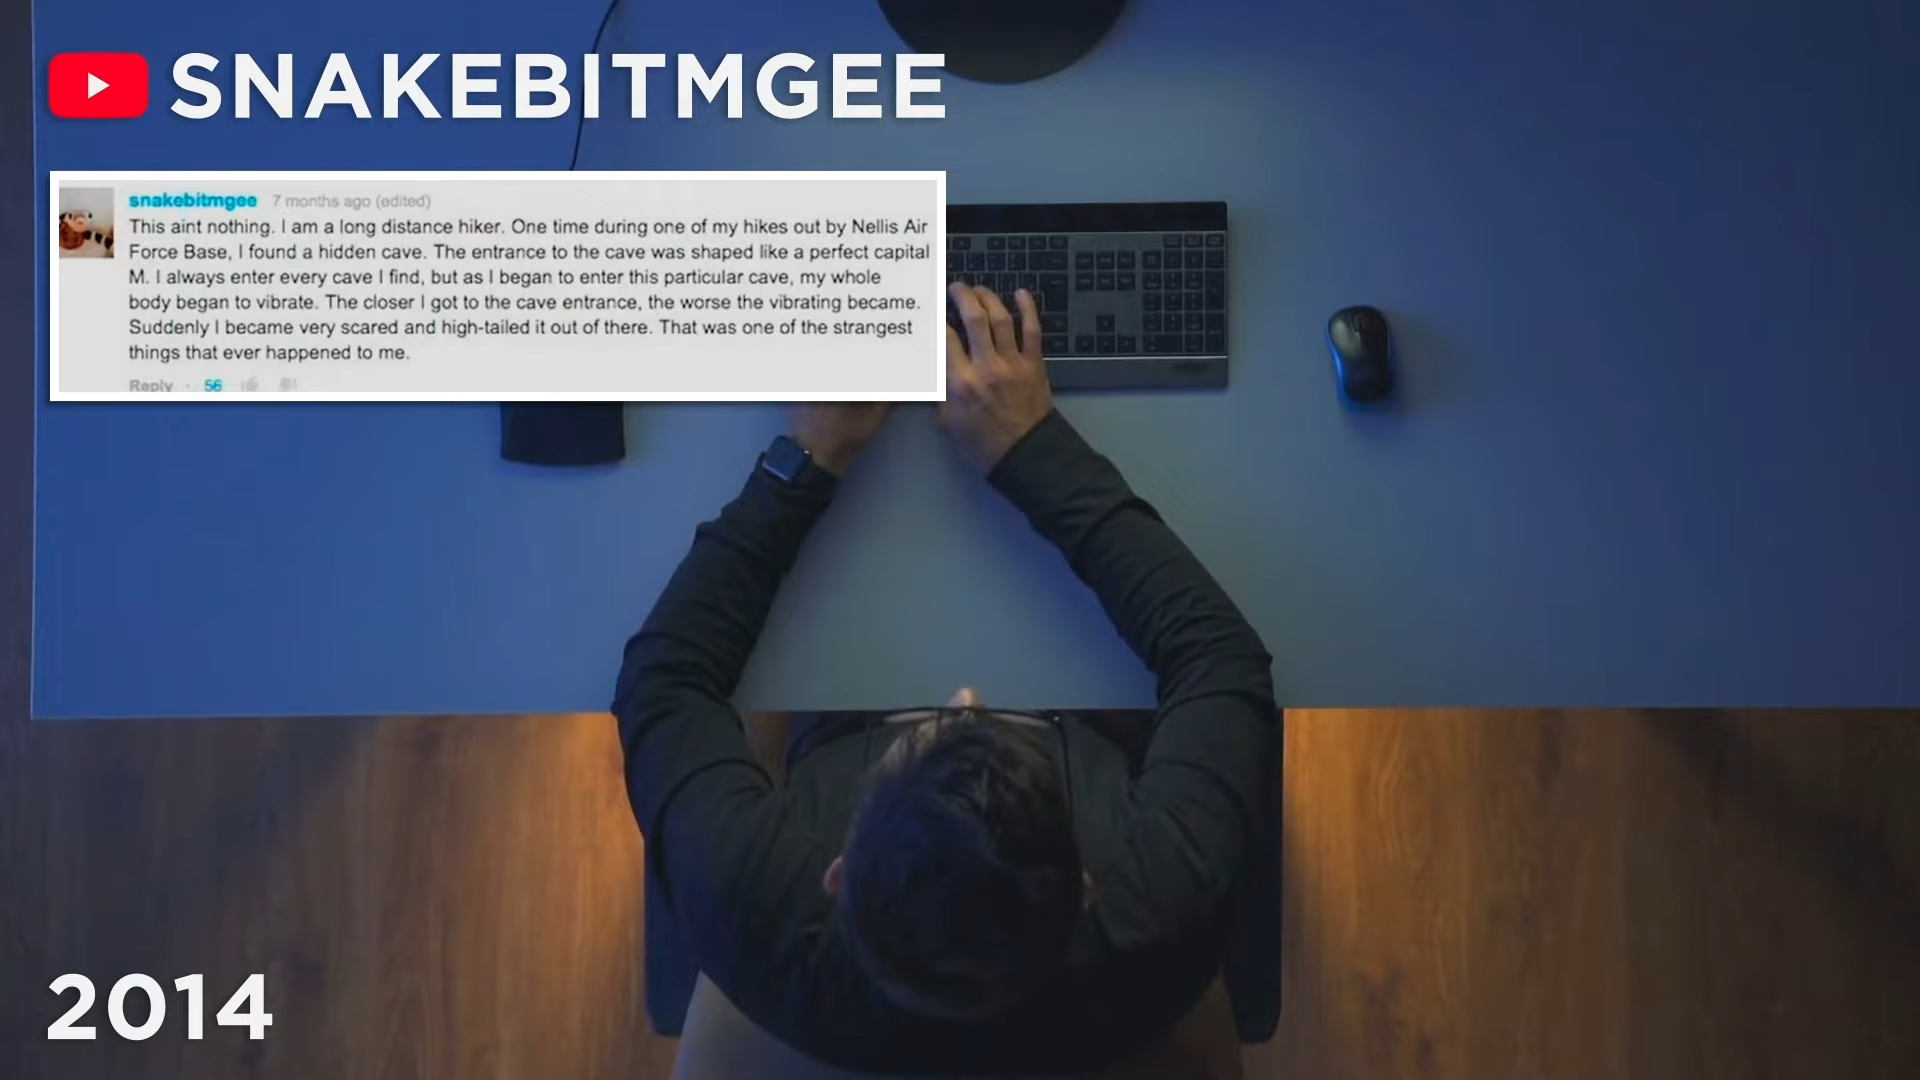 SNAKEBITMGEE
snakebitmgee 7 months ago (edited)
This aint nothing. I am a long distance hiker. One time during one of my hikes out by Nellis Air
Force Base, I found a hidden cave. The entrance to the cave was shaped like a perfect capital
M. I always enter every cave I find, but as I began to enter this particular cave, my whole
body began to vibrate. The closer I got to the cave entrance, the worse the vibrating became.
Suddenly I became very scared and high-tailed it out of there. That was one of the strangest
things that ever happened to me.
Reply · 56
2014